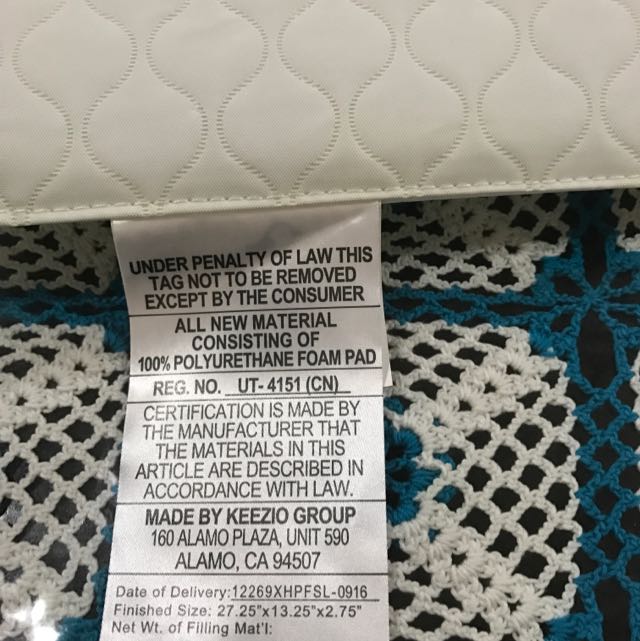 UNDER PENALTY OF LAW THIS
TAG NOT TO BE REMOVED
EXCEPT BY THE CONSUMER
ALL NEW MATERIAL
CONSISTING OF
100% POLYURETHANE FOAM PAD
REG. NO. UT- 4151 (CN)
CERTIFICATION IS MADE BY
THE MANUFACTURER THAT
THE MATERIALS IN THIS
ARTICLE ARE DESCRIBED IN
ACCORDANCE WITH LAW.
MADE BY KEEZIO GROUP
160 ALAMO PLAZA, UNIT 590
ALAMO, CA 94507
Date of Delivery:12269XHPFSL-0916
Finished Size: 27.25"x13.25"x2.75"
Net Wt. of Filling Mat'l: